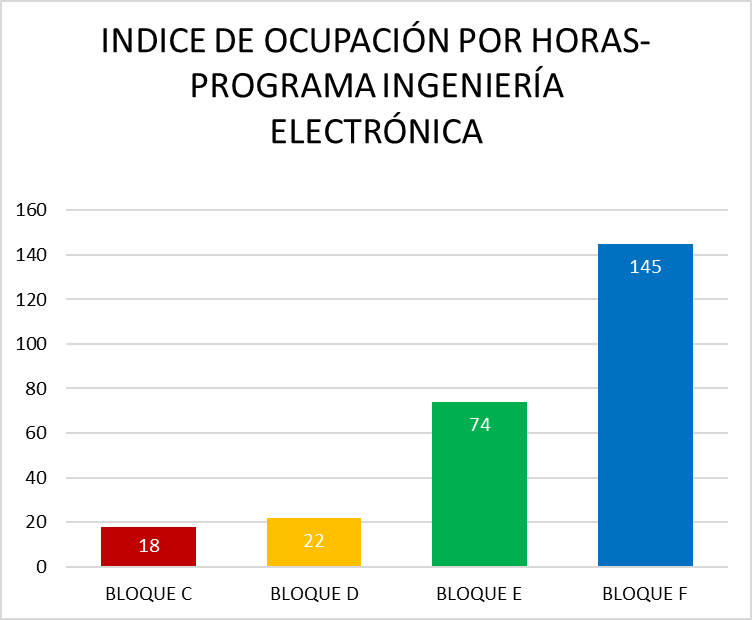 INDICE DE OCUPACIÓN POR HORAS-
PROGRAMA INGENIERÍA
ELECTRÓNICA
160
140
120
100
80
60
40
20
0
18
22
74
145
BLOQUE C
BLOQUE D
BLOQUE E
BLOQUE F